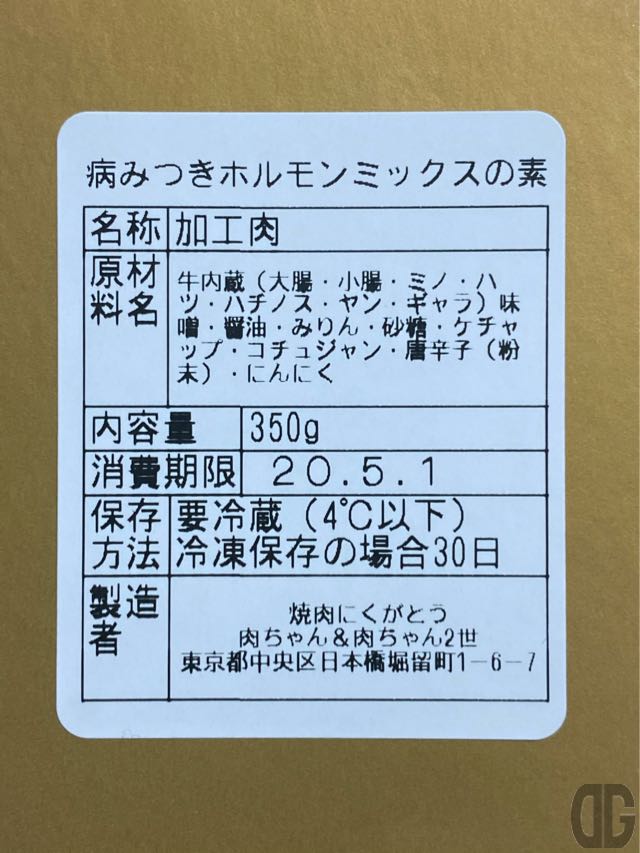 病みつきホルモンミックスの素
名称 加工肉
原材料名
牛内蔵（大腸・小腸・ミノ・ハ
ツ・ハチノス・ヤン・ギャラ）味
噌・醤油・みりん・砂糖・ケチャ
ップ・コチュジャン・唐辛子（粉
末）・にんにく
内容量 350g
消費期限 20.5.1
保存 要冷蔵（4℃以下）
方法 冷凍保存の場合30日
製造者
焼肉にくがとう
肉ちゃん&肉ちゃん2世
東京都中央区日本橋堀留町1-6-7
DG